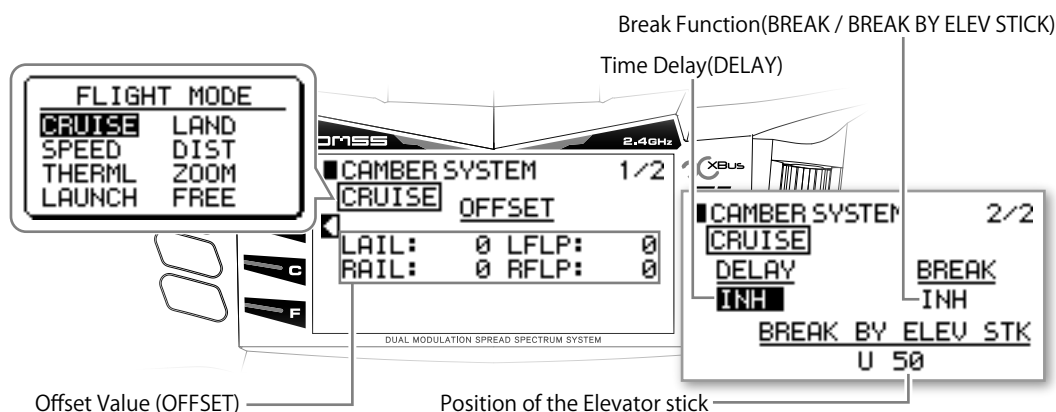 Break Function(BREAK / BREAK BY ELEV STICK)
Time Delay(DELAY)
FLIGHT MODE
CRUISE LAND
SPEED DIST
THERML ZOOM
LAUNCH FREE
2.4GHz
XBus
CAMBER SYSTEM 1/2
CRUISE
OFFSET
LAIL: 0 LFLP: 0
RAIL: 0 RFLP: 0
C
F
DUAL MODULATION SPREAD SPECTRUM SYSTEM
CAMBER SYSTEM 2/2
CRUISE
DELAY BREAK
INH INH
BREAK BY ELEV STK
U 50
Offset Value (OFFSET)
Position of the Elevator stick